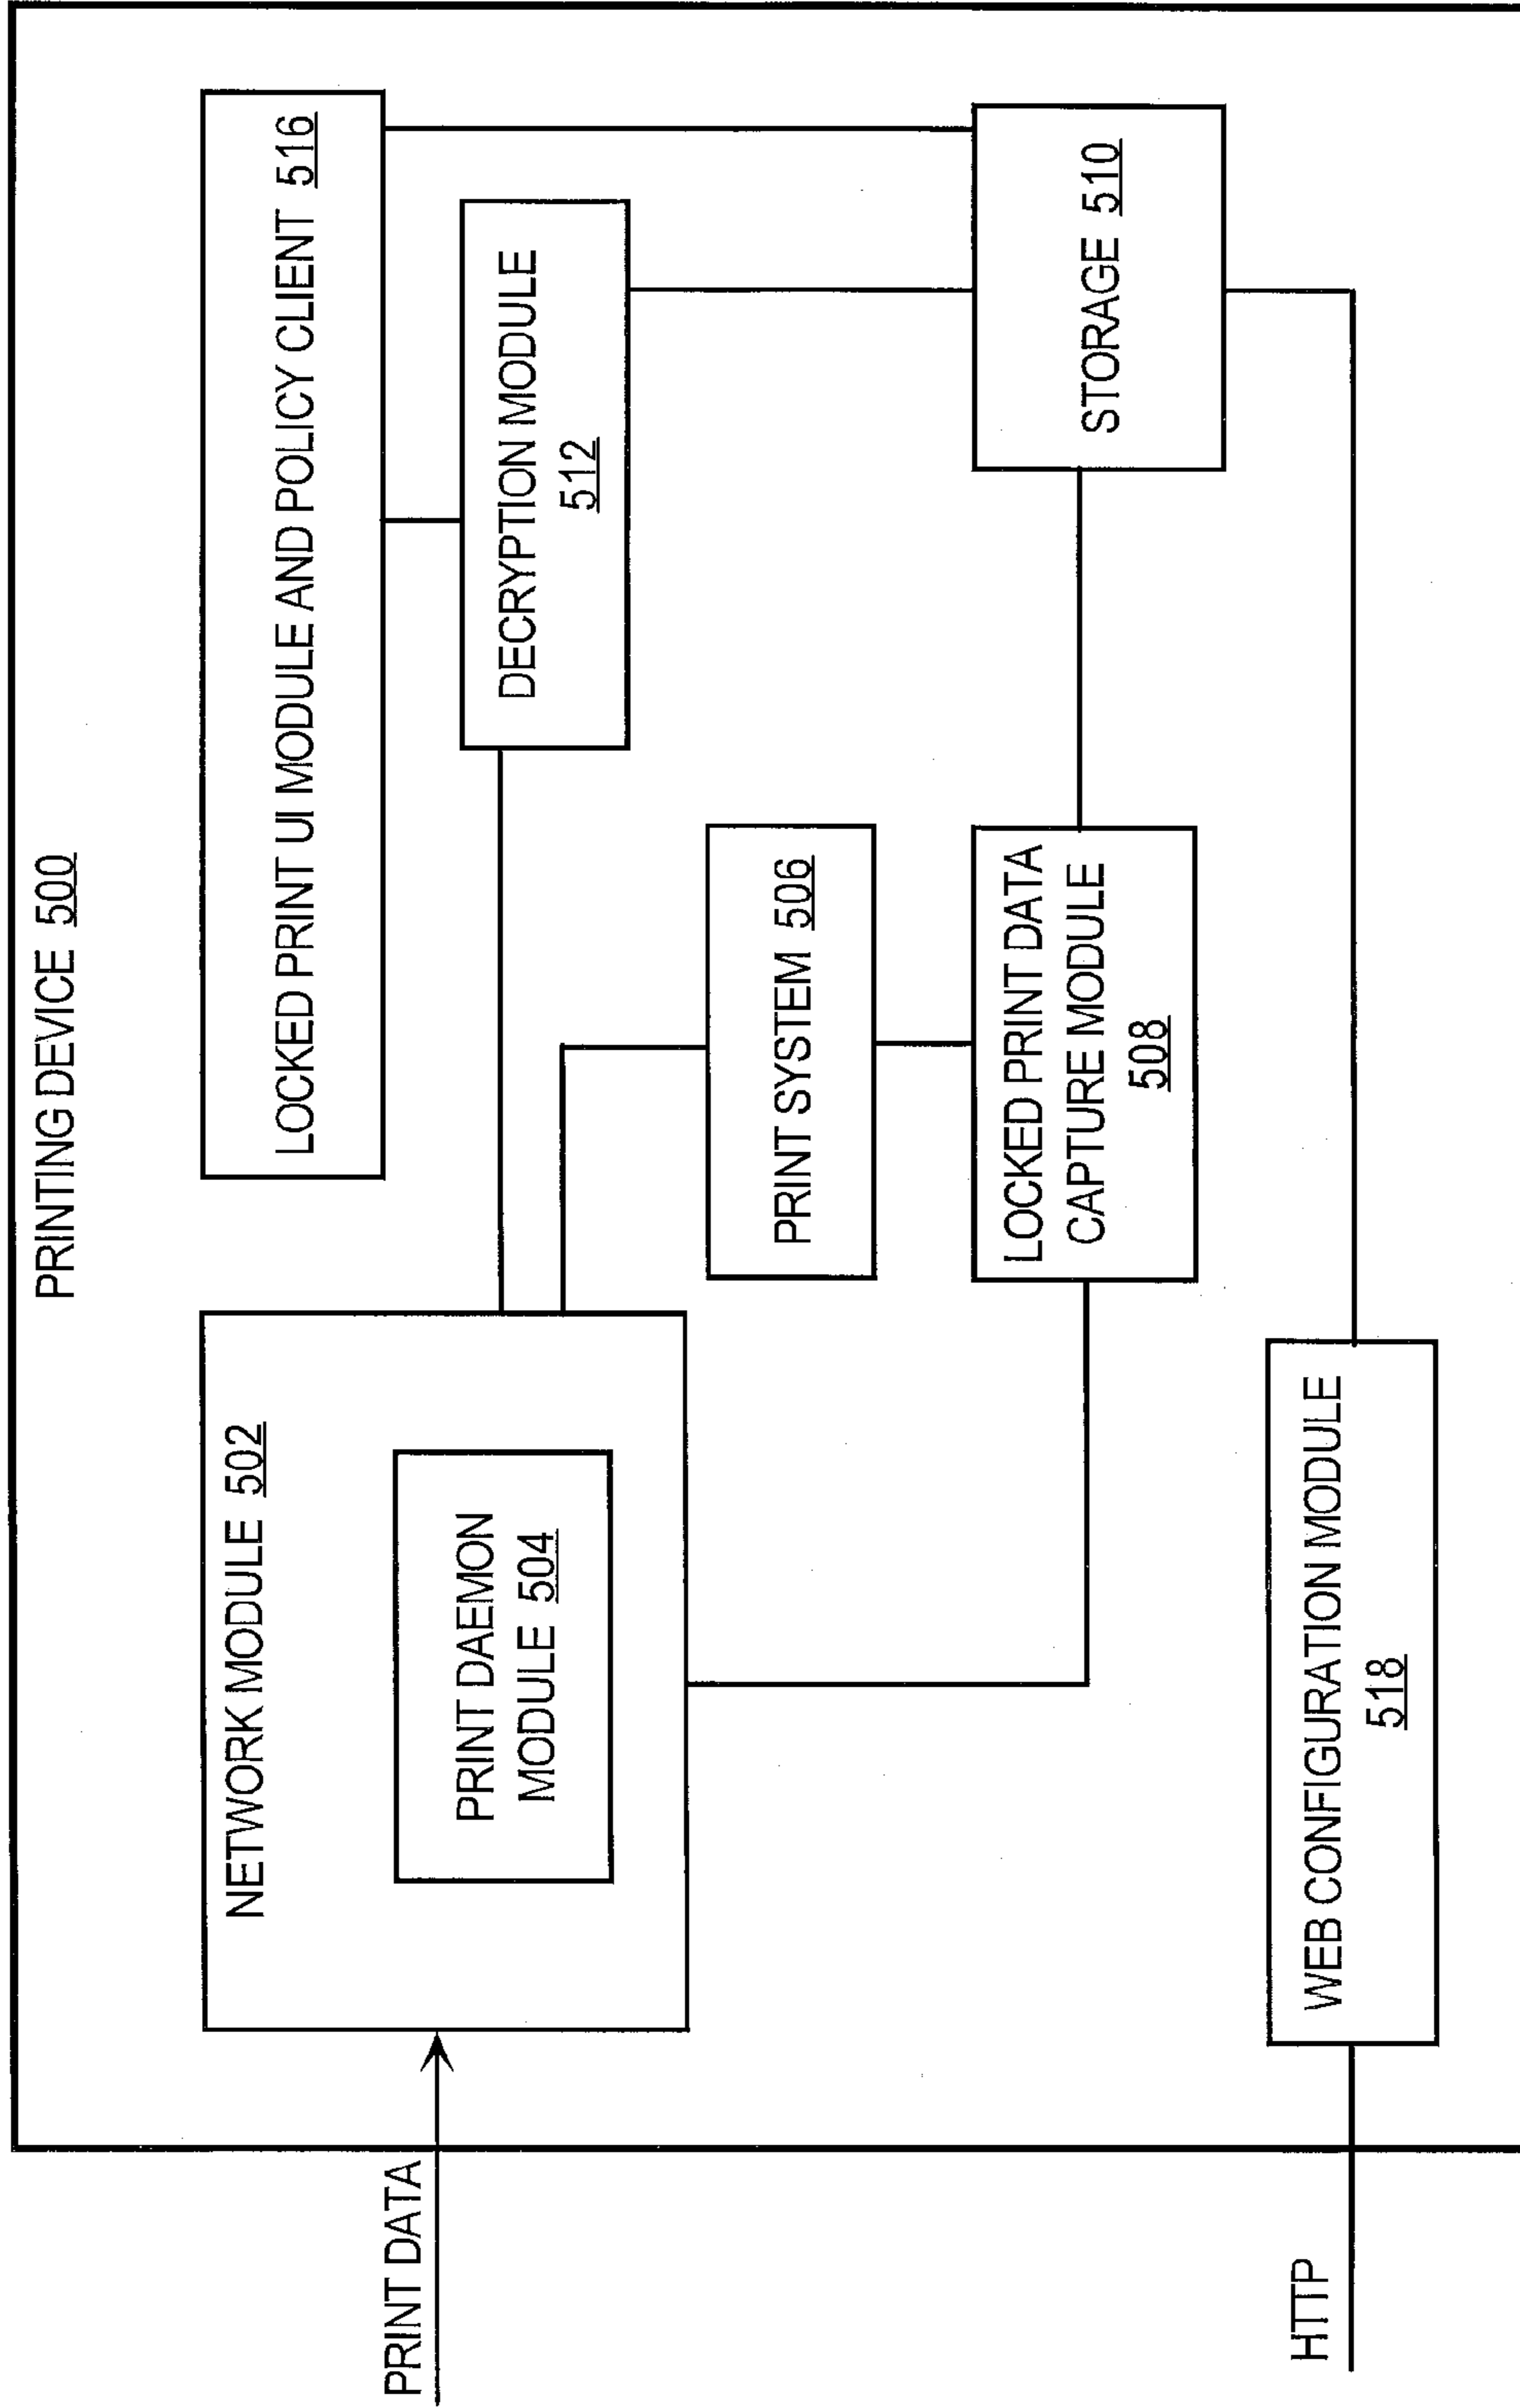 PRINTING DEVICE 500
PRINT DATA
NETWORK MODULE 502
PRINT DAEMON
MODULE 504
LOCKED PRINT UI MODULE AND POLICY CLIENT 516
DECRYPTION MODULE
512
PRINT SYSTEM 506
LOCKED PRINT DATA
CAPTURE MODULE
508
STORAGE 510
HTTP
WEB CONFIGURATION MODULE
518